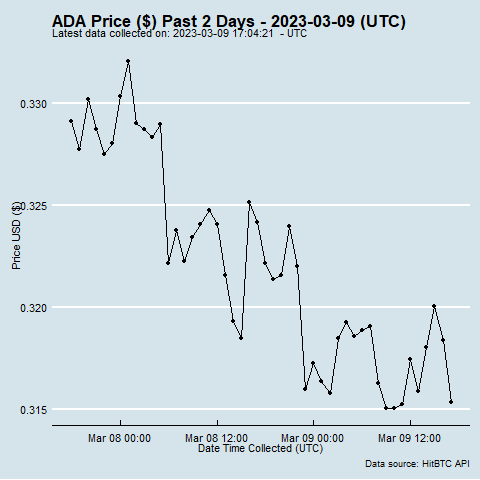 ADA Price ($) Past 2 Days - 2023-03-09 (UTC)
Latest data collected on: 2023-03-09 17:04:21  - UTC
0.330
0.325
0.320
0.315
Price USD ($)
Mar 08 00:00
Mar 08 12:00
Mar 09 00:00
Mar 09 12:00
Date Time Collected (UTC)
Data source: HitBTC API